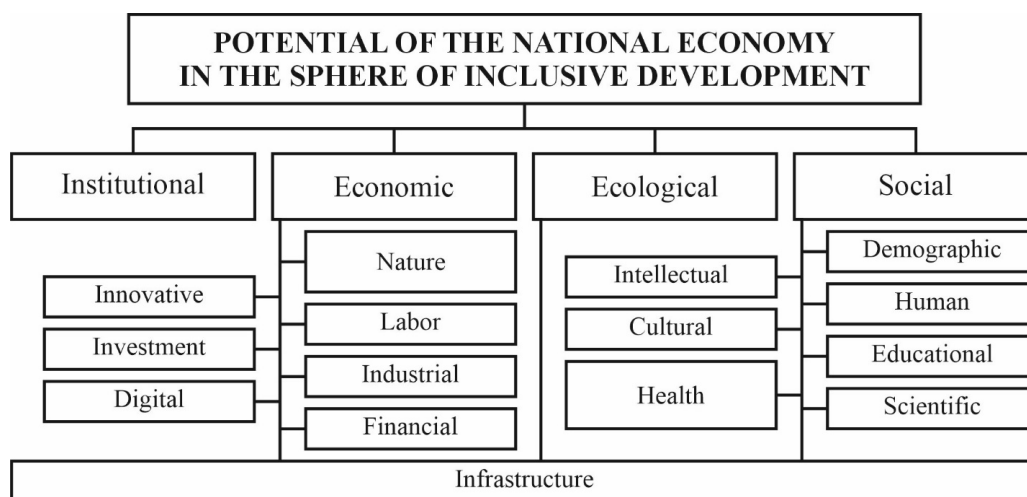 POTENTIAL OF THE NATIONAL ECONOMY
IN THE SPHERE OF INCLUSIVE DEVELOPMENT
Institutional
Economic
Ecological
Social
Innovative
Investment
Digital
Nature
Labor
Industrial
Financial
Intellectual
Cultural
Health
Demographic
Human
Educational
Scientific
Infrastructure